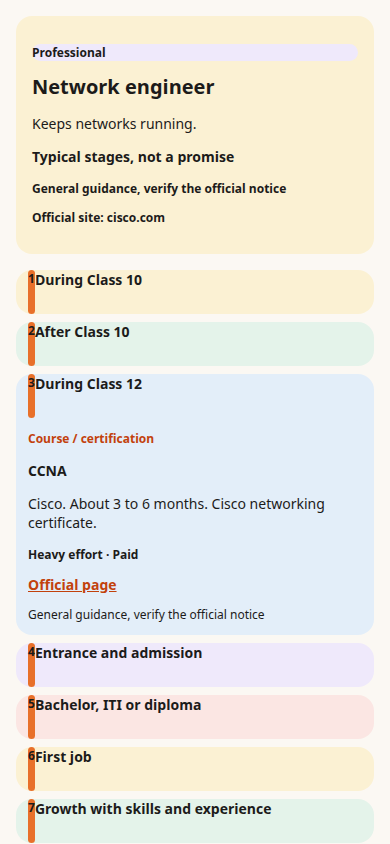 Professional
Network engineer
Keeps networks running.
Typical stages, not a promise
General guidance, verify the official notice
Official site: cisco.com
1 During Class 10
2 After Class 10
3 During Class 12
Course / certification
CCNA
Cisco. About 3 to 6 months. Cisco networking
certificate.
Heavy effort · Paid
Official page
General guidance, verify the official notice
4 Entrance and admission
5 Bachelor, ITI or diploma
6 First job
7 Growth with skills and experience